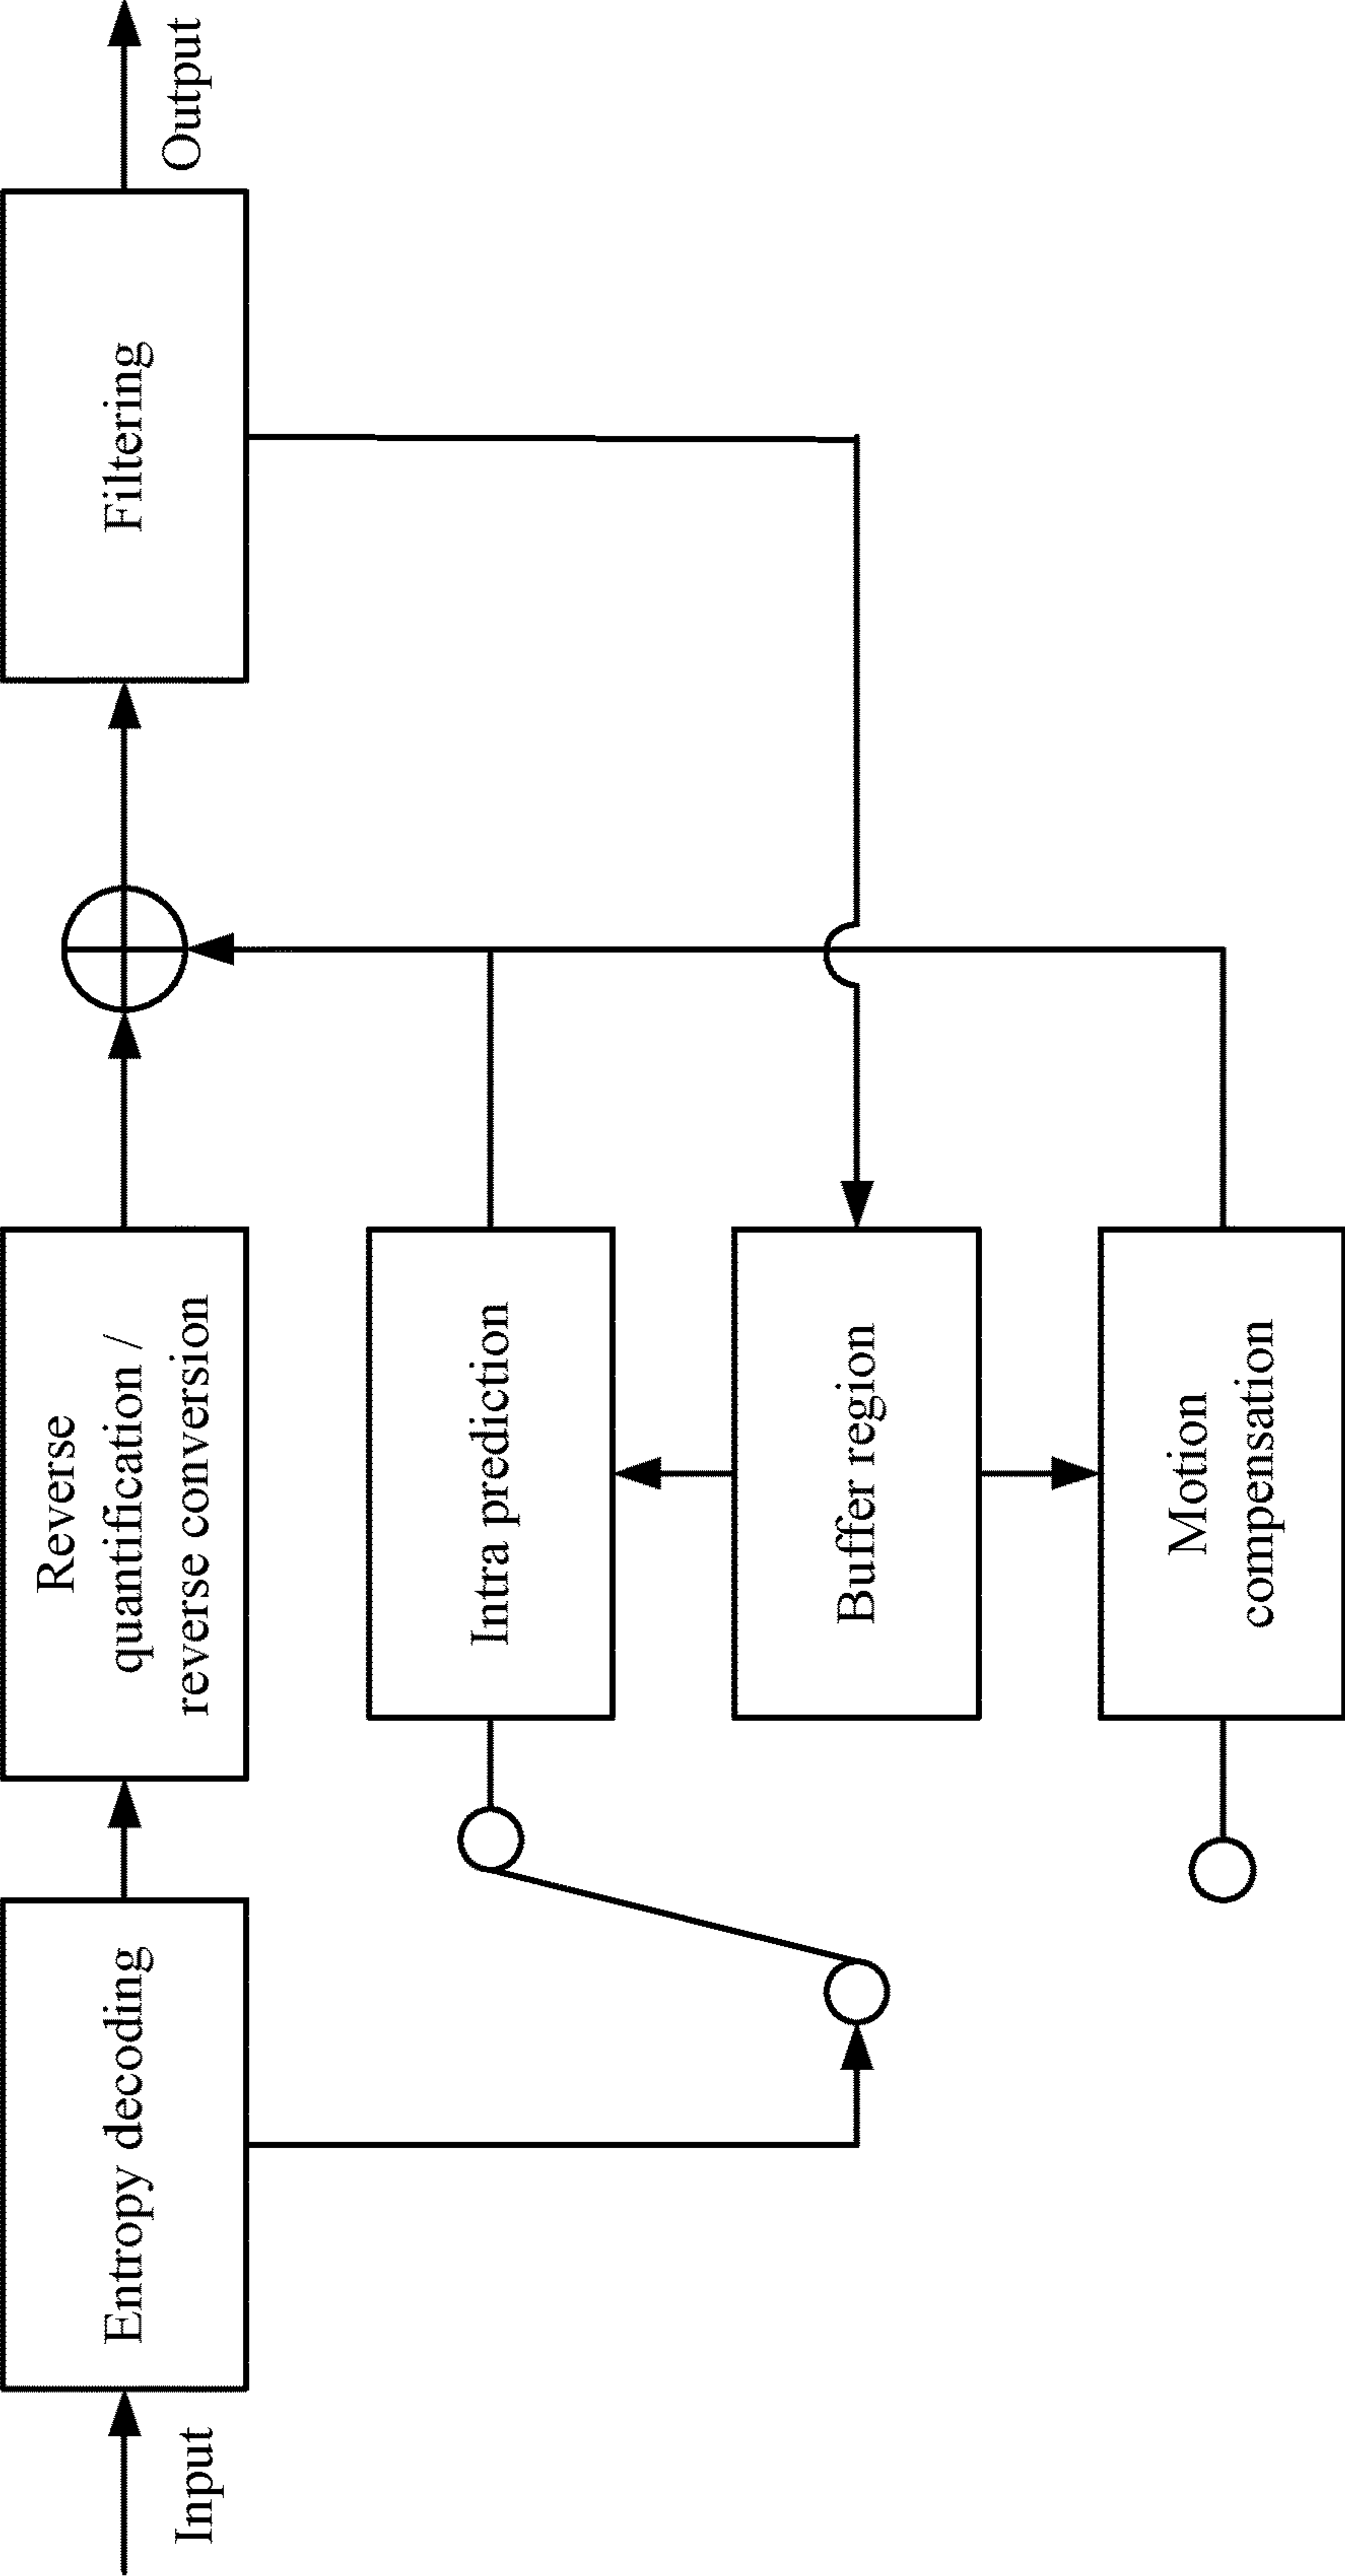 Input
Entropy decoding
Reverse
quantification /
reverse conversion
Filtering
Output
Intra prediction
Buffer region
Motion
compensation